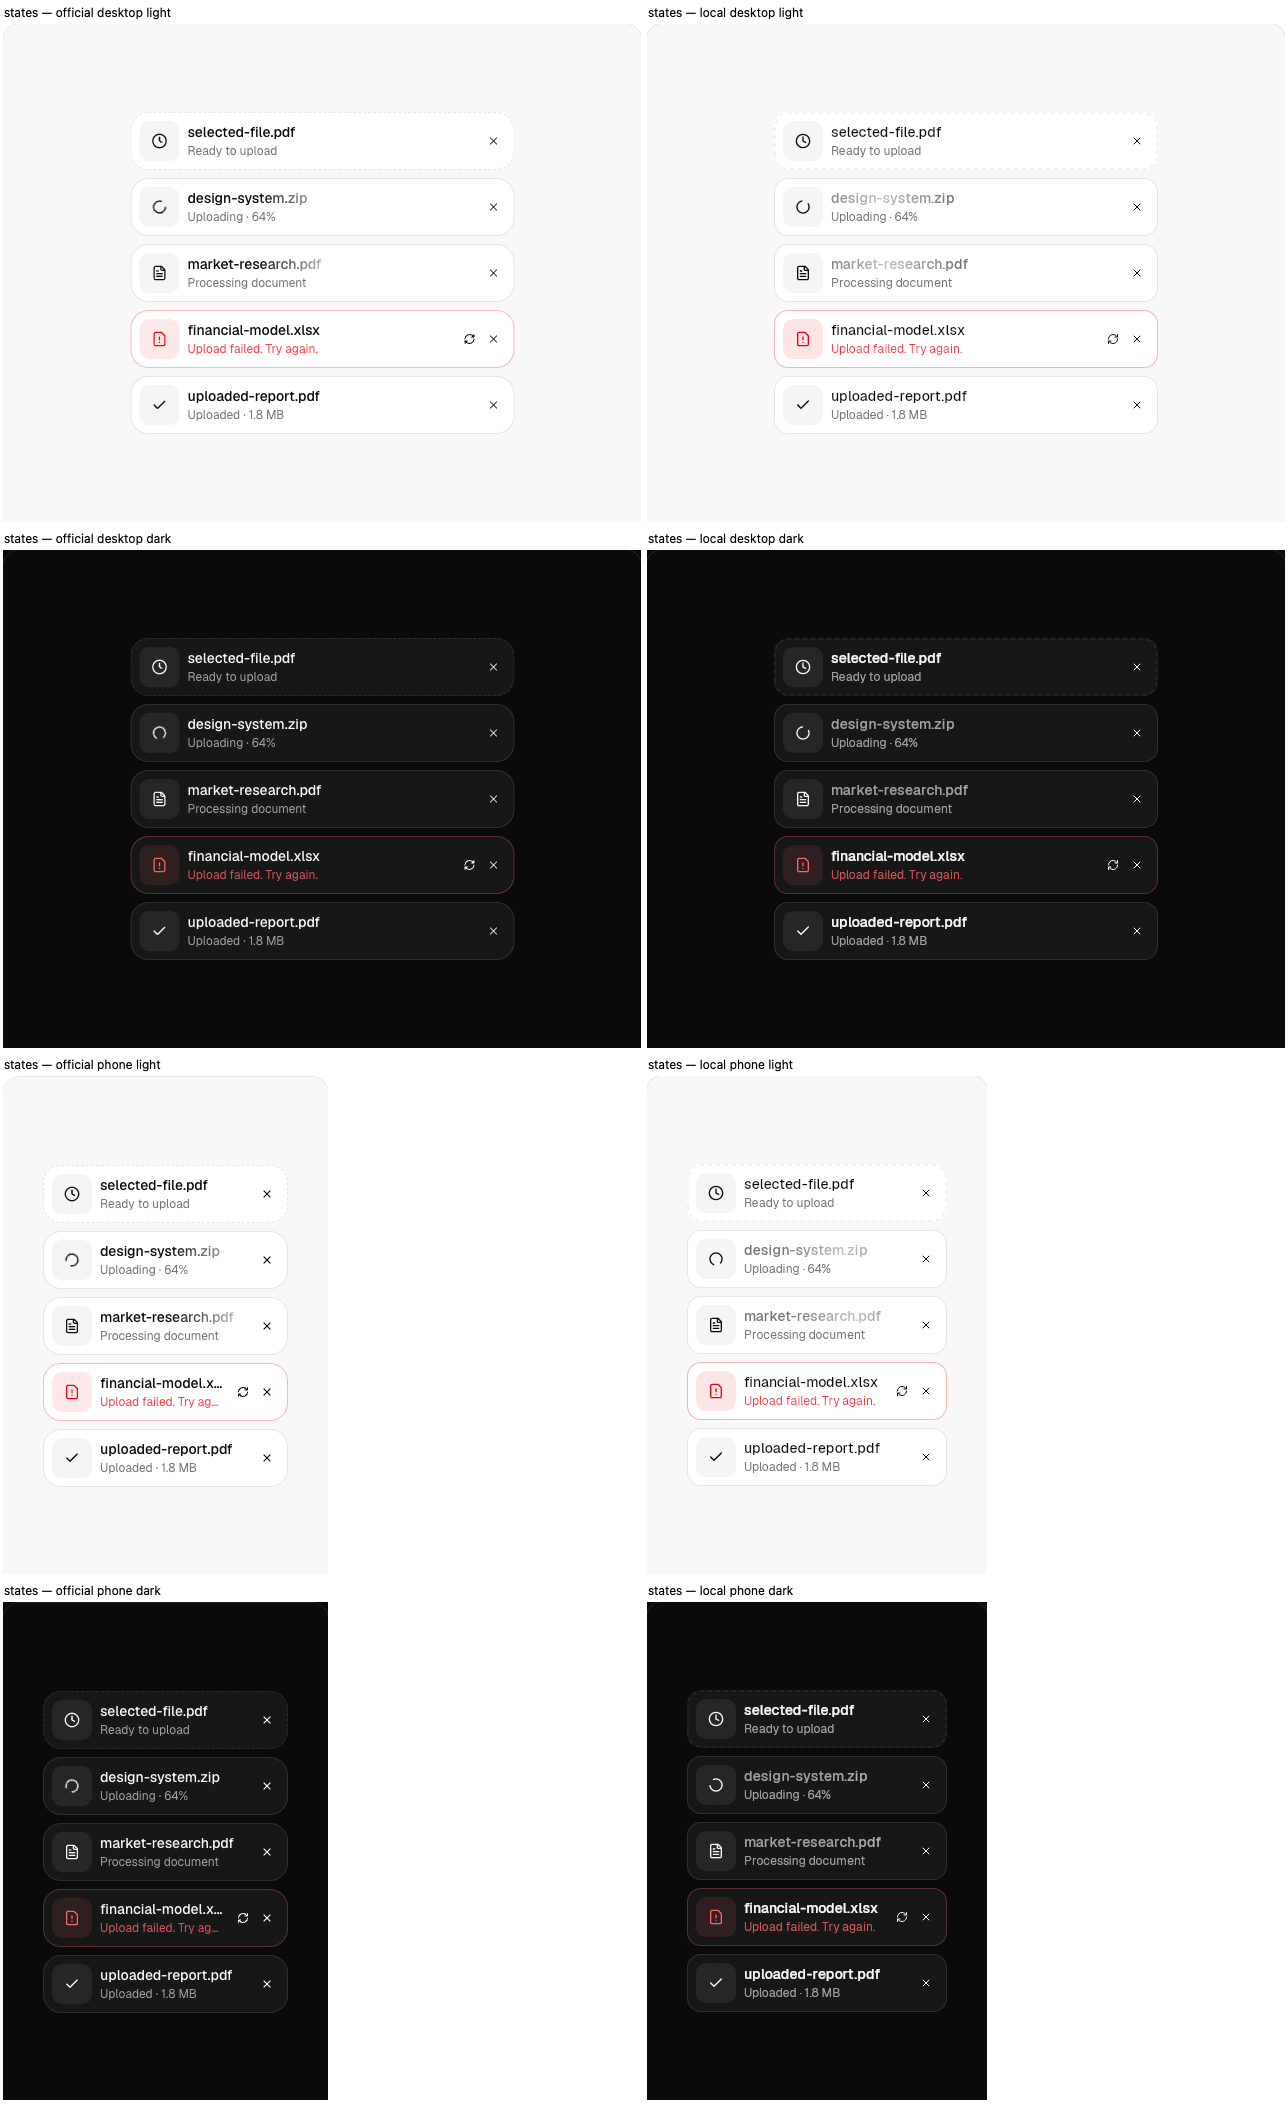 states — official desktop light
selected-file.pdf
Ready to upload
design-system.zip
Uploading · 64%
market-research.pdf
Processing document
financial-model.xlsx
Upload failed. Try again.
uploaded-report.pdf
Uploaded · 1.8 MB
states — local desktop light
selected-file.pdf
Ready to upload
design-system.zip
Uploading · 64%
market-research.pdf
Processing document
financial-model.xlsx
Upload failed. Try again.
uploaded-report.pdf
Uploaded · 1.8 MB
states — official desktop dark
selected-file.pdf
Ready to upload
design-system.zip
Uploading · 64%
market-research.pdf
Processing document
financial-model.xlsx
Upload failed. Try again.
uploaded-report.pdf
Uploaded · 1.8 MB
states — local desktop dark
selected-file.pdf
Ready to upload
design-system.zip
Uploading · 64%
market-research.pdf
Processing document
financial-model.xlsx
Upload failed. Try again.
uploaded-report.pdf
Uploaded · 1.8 MB
states — official phone light
selected-file.pdf
Ready to upload
design-system.zip
Uploading · 64%
market-research.pdf
Processing document
financial-model.x...
Upload failed. Try ag...
uploaded-report.pdf
Uploaded · 1.8 MB
states — local phone light
selected-file.pdf
Ready to upload
design-system.zip
Uploading · 64%
market-research.pdf
Processing document
financial-model.xlsx
Upload failed. Try again.
uploaded-report.pdf
Uploaded · 1.8 MB
states — official phone dark
selected-file.pdf
Ready to upload
design-system.zip
Uploading · 64%
market-research.pdf
Processing document
financial-model.x...
Upload failed. Try ag...
uploaded-report.pdf
Uploaded · 1.8 MB
states — local phone dark
selected-file.pdf
Ready to upload
design-system.zip
Uploading · 64%
market-research.pdf
Processing document
financial-model.xlsx
Upload failed. Try again.
uploaded-report.pdf
Uploaded · 1.8 MB